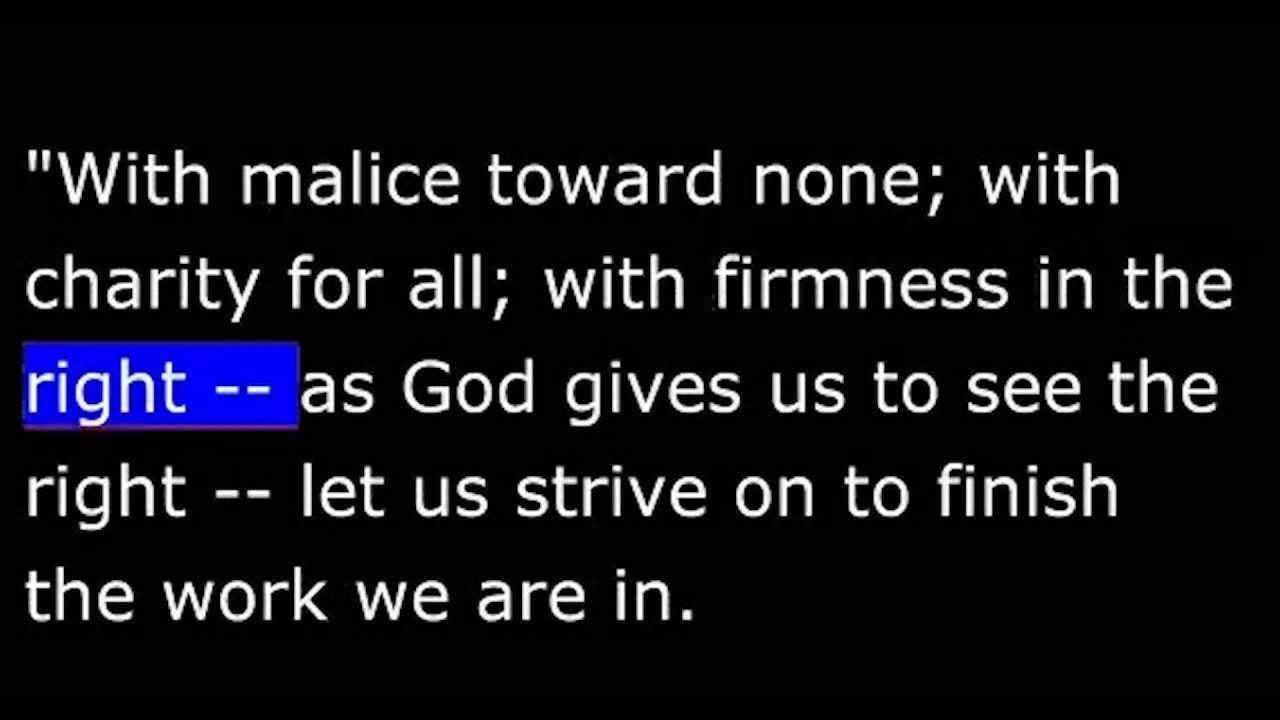 "With malice toward none; with
charity for all; with firmness in the
right -- as God gives us to see the
right -- let us strive on to finish
the work we are in.